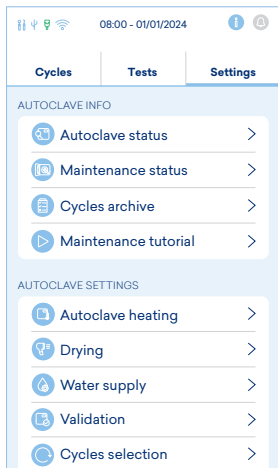 08:00 - 01/01/2024
Cycles Tests Settings
AUTOCLAVE INFO
Autoclave status
Maintenance status
Cycles archive
Maintenance tutorial
AUTOCLAVE SETTINGS
Autoclave heating
Drying
Water supply
Validation
Cycles selection